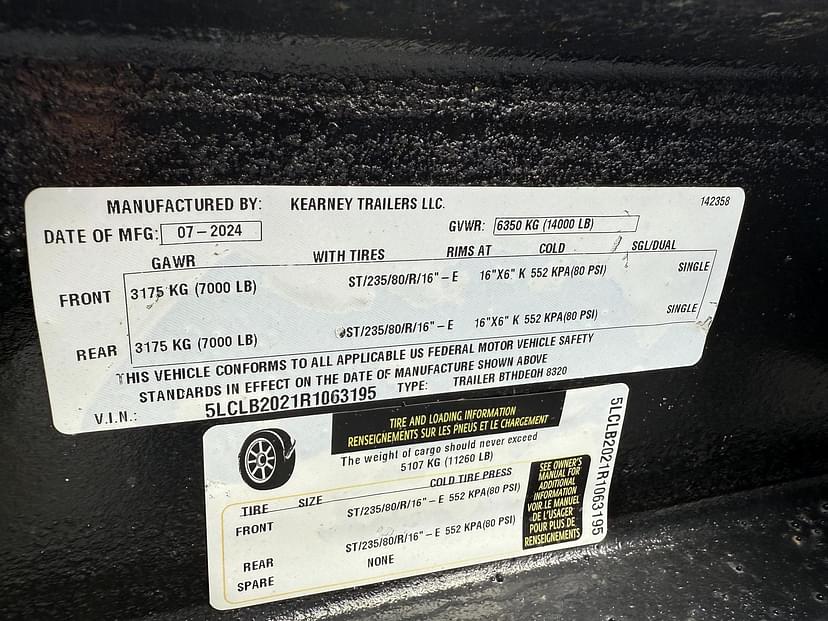 MANUFACTURED BY: KEARNEY TRAILERS LLC. 142358
DATE OF MFG: 07-2024 GVWR: 6350 KG (14000 LB)
GAWR WITH TIRES RIMS AT COLD SGL/DUAL
FRONT 3175 KG (7000 LB) ST/235/80/R/16" - E 16"X6" K 552 KPA(80 PSI) SINGLE
REAR 3175 KG (7000 LB) ST/235/80/R/16" - E 16"X6" K 552 KPA(80 PSI) SINGLE
THIS VEHICLE CONFORMS TO ALL APPLICABLE US FEDERAL MOTOR VEHICLE SAFETY
STANDARDS IN EFFECT ON THE DATE OF MANUFACTURE SHOWN ABOVE
V.I.N.: 5LCLB2021R1063195 TYPE: TRAILER BTHDEOH 8320
TIRE AND LOADING INFORMATION
RENSEIGNEMENTS SUR LES PNEUS ET LE CHARGEMENT
The weight of cargo should never exceed
5107 KG (11260 LB)
TIRE SIZE COLD TIRE PRESS
FRONT ST/235/80/R/16" - E 552 KPA(80 PSI)
REAR ST/235/80/R/16" - E 552 KPA(80 PSI)
SPARE NONE
SEE OWNER'S
MANUAL FOR
ADDITIONAL
INFORMATION
VOIR LE MANUEL
DE L'USAGER
POUR PLUS DE
RENSEIGNEMENTS
5LCLB2021R1063195